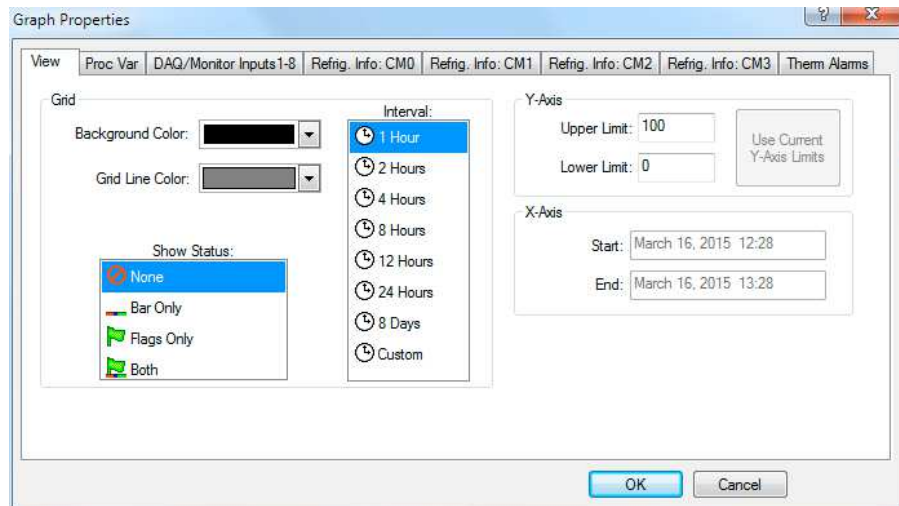 Graph Properties
?
X
View Proc Var DAQ/Monitor Inputs1-8 Refrig. Info: CM0 Refrig. Info: CM1 Refrig. Info: CM2 Refrig. Info: CM3 Therm Alarms
Grid
Background Color:
Grid Line Color:
Show Status:
None
Bar Only
Flags Only
Both
Interval:
1 Hour
2 Hours
4 Hours
8 Hours
12 Hours
24 Hours
8 Days
Custom
Y-Axis
Upper Limit: 100
Lower Limit: 0
Use Current
Y-Axis Limits
X-Axis
Start: March 16, 2015 12:28
End: March 16, 2015 13:28
OK Cancel